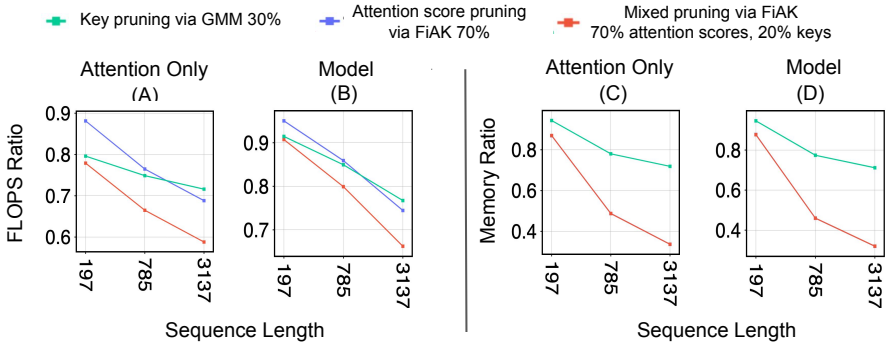 Key pruning via GMM 30%
Attention score pruning
via FiAK 70%
Mixed pruning via FiAK
70% attention scores, 20% keys
Attention Only
(A)
Model
(B)
Attention Only
(C)
Model
(D)
FLOPS Ratio
0.9
0.8
0.7
0.6
197
785
3137
0.9
0.8
0.7
197
785
3137
Sequence Length
Memory Ratio
0.8
0.6
0.4
197
785
3137
0.8
0.6
0.4
197
785
3137
Sequence Length